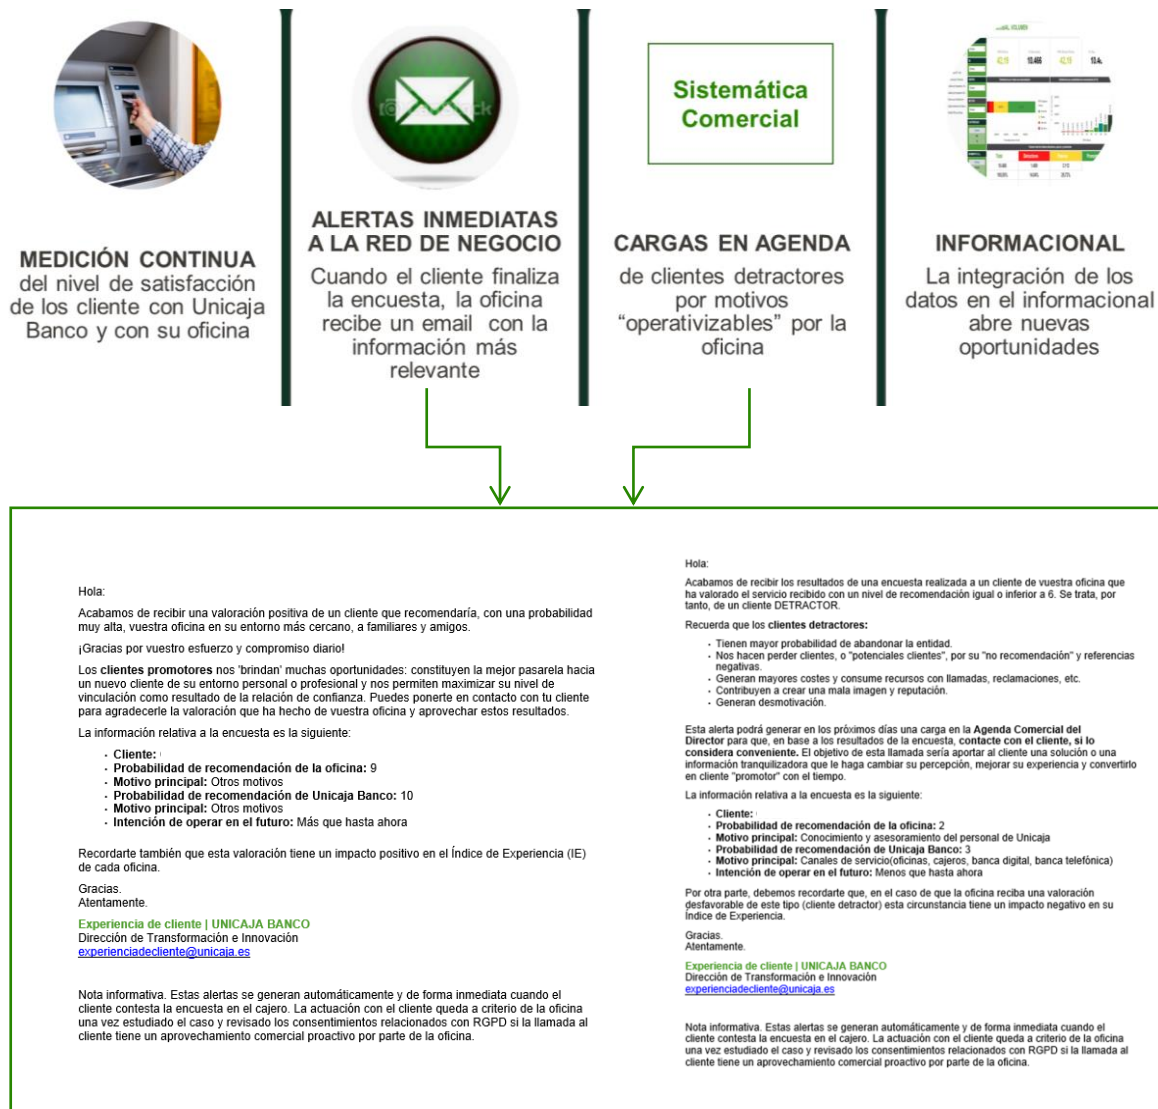 MEDICIÓN CONTINUA
del nivel de satisfacción
de los cliente con Unicaja
Banco y con su oficina
ALERTAS INMEDIATAS
A LA RED DE NEGOCIO
Cuando el cliente finaliza
la encuesta, la oficina
recibe un email con la
información más
relevante
Sistemática
Comercial
CARGAS EN AGENDA
de clientes detractores
por motivos
“operativizables” por la
oficina
INFORMACIONAL
La integración de los
datos en el informacional
abre nuevas
oportunidades
Hola:
Acabamos de recibir una valoración positiva de un cliente que recomendaría, con una probabilidad
muy alta, vuestra oficina en su entorno más cercano, a familiares y amigos.
¡Gracias por vuestro esfuerzo y compromiso diario!
Los clientes promotores nos 'brindan' muchas oportunidades: constituyen la mejor pasarela hacia
un nuevo cliente de su entorno personal o profesional y nos permiten maximizar su nivel de
vinculación como resultado de la relación de confianza. Puedes ponerte en contacto con tu cliente
para agradecerle la valoración que ha hecho de vuestra oficina y aprovechar estos resultados.
La información relativa a la encuesta es la siguiente:
· Cliente:
· Probabilidad de recomendación de la oficina: 9
· Motivo principal: Otros motivos
· Probabilidad de recomendación de Unicaja Banco: 10
· Motivo principal: Otros motivos
· Intención de operar en el futuro: Más que hasta ahora
Recordarte también que esta valoración tiene un impacto positivo en el Índice de Experiencia (IE)
de cada oficina.
Gracias.
Atentamente.
Experiencia de cliente | UNICAJA BANCO
Dirección de Transformación e Innovación
experienciadecliente@unicaja.es
Nota informativa. Estas alertas se generan automáticamente y de forma inmediata cuando el
cliente contesta la encuesta en el cajero. La actuación con el cliente queda a criterio de la oficina
una vez estudiado el caso y revisado los consentimientos relacionados con RGPD si la llamada al
cliente tiene un aprovechamiento comercial proactivo por parte de la oficina.
Hola:
Acabamos de recibir los resultados de una encuesta realizada a un cliente de vuestra oficina que
ha valorado el servicio recibido con un nivel de recomendación igual o inferior a 6. Se trata, por
tanto, de un cliente DETRACTOR.
Recuerda que los clientes detractores:
· Tienen mayor probabilidad de abandonar la entidad.
· Nos hacen perder clientes, o "potenciales clientes", por su "no recomendación" y referencias
negativas.
· Generan mayores costes y consume recursos con llamadas, reclamaciones, etc.
· Contribuyen a crear una mala imagen y reputación.
· Generan desmotivación.
Esta alerta podrá generar en los próximos días una carga en la Agenda Comercial del
Director para que, en base a los resultados de la encuesta, contacte con el cliente, si lo
considera conveniente. El objetivo de esta llamada sería aportar al cliente una solución o una
información tranquilizadora que le haga cambiar su percepción, mejorar su experiencia y convertirlo
en cliente "promotor" con el tiempo.
La información relativa a la encuesta es la siguiente:
· Cliente:
· Probabilidad de recomendación de la oficina: 2
· Motivo principal: Conocimiento y asesoramiento del personal de Unicaja
· Probabilidad de recomendación de Unicaja Banco: 3
· Motivo principal: Canales de servicio(oficinas, cajeros, banca digital, banca telefónica)
· Intención de operar en el futuro: Menos que hasta ahora
Por otra parte, debemos recordarte que, en el caso de que la oficina reciba una valoración
desfavorable de este tipo (cliente detractor) esta circunstancia tiene un impacto negativo en su
Índice de Experiencia.
Gracias.
Atentamente.
Experiencia de cliente | UNICAJA BANCO
Dirección de Transformación e Innovación
experienciadecliente@unicaja.es
Nota informativa. Estas alertas se generan automáticamente y de forma inmediata cuando el
cliente contesta la encuesta en el cajero. La actuación con el cliente queda a criterio de la oficina
una vez estudiado el caso y revisado los consentimientos relacionados con RGPD si la llamada al
cliente tiene un aprovechamiento comercial proactivo por parte de la oficina.